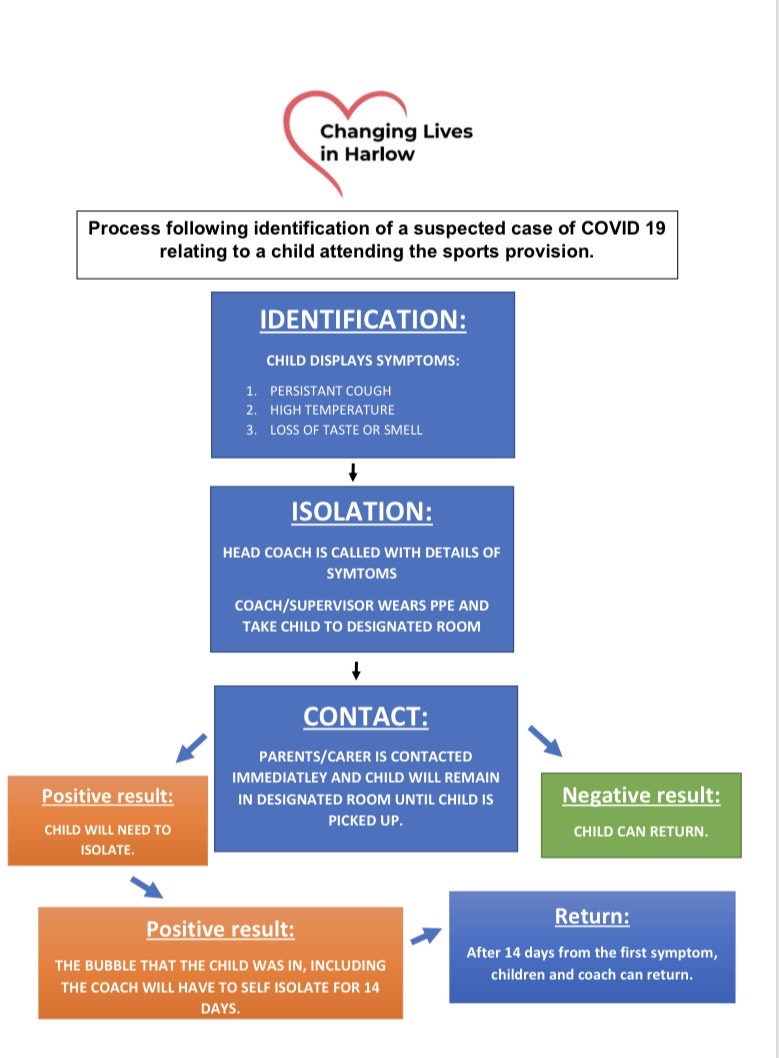 Changing Lives
in Harlow
Process following identification of a suspected case of COVID 19
relating to a child attending the sports provision.
IDENTIFICATION:
CHILD DISPLAYS SYMPTOMS:
1. PERSISTANT COUGH
2. HIGH TEMPERATURE
3. LOSS OF TASTE OR SMELL
ISOLATION:
HEAD COACH IS CALLED WITH DETAILS OF
SYMTOMS
COACH/SUPERVISOR WEARS PPE AND
TAKE CHILD TO DESIGNATED ROOM
CONTACT:
PARENTS/CARER IS CONTACTED
IMMEDIATLEY AND CHILD WILL REMAIN
IN DESIGNATED ROOM UNTIL CHILD IS
PICKED UP.
Positive result:
CHILD WILL NEED TO
ISOLATE.
Negative result:
CHILD CAN RETURN.
Positive result:
THE BUBBLE THAT THE CHILD WAS IN, INCLUDING
THE COACH WILL HAVE TO SELF ISOLATE FOR 14
DAYS.
Return:
After 14 days from the first symptom,
children and coach can return.